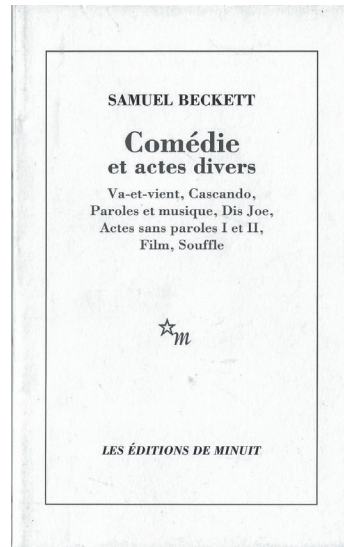 SAMUEL BECKETT
Comédie
et actes divers
Va-et-vient, Cascando,
Paroles et musique, Dis Joe,
Actes sans paroles I et II,
Film, Souffle
m
LES ÉDITIONS DE MINUIT